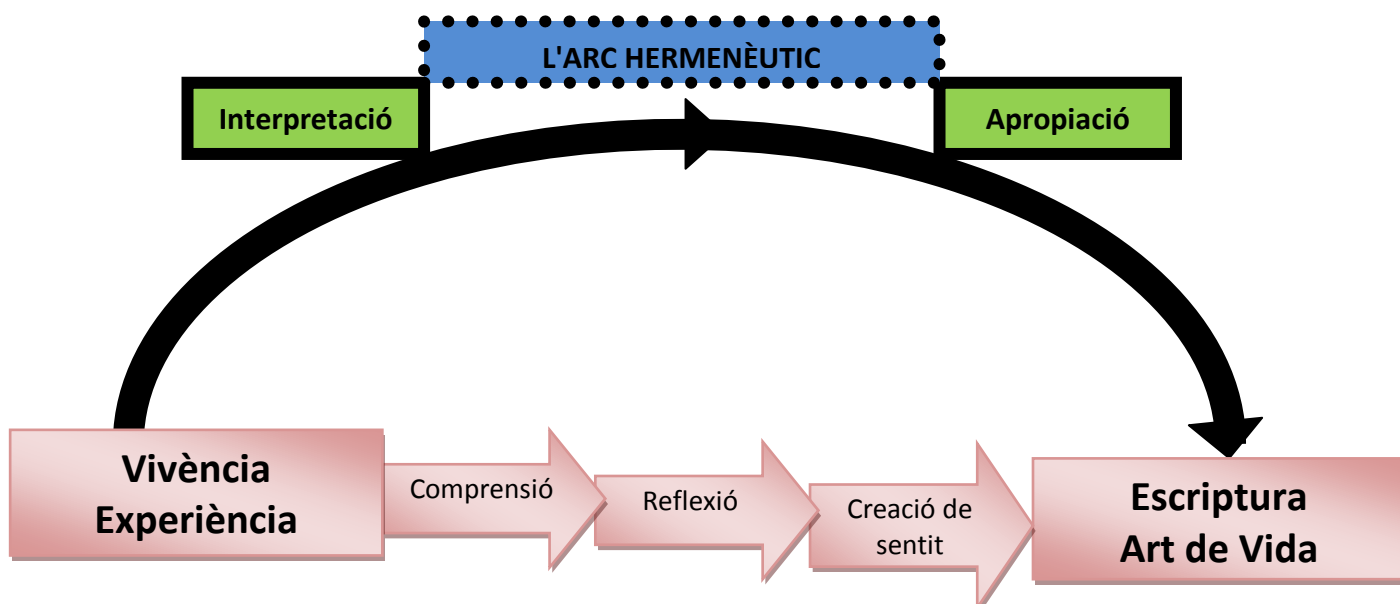 L'ARC HERMENÈUTIC
Interpretació
Apropiació
Vivència
Experiència
Comprensió
Reflexió
Creació de
sentit
Escriptura
Art de Vida